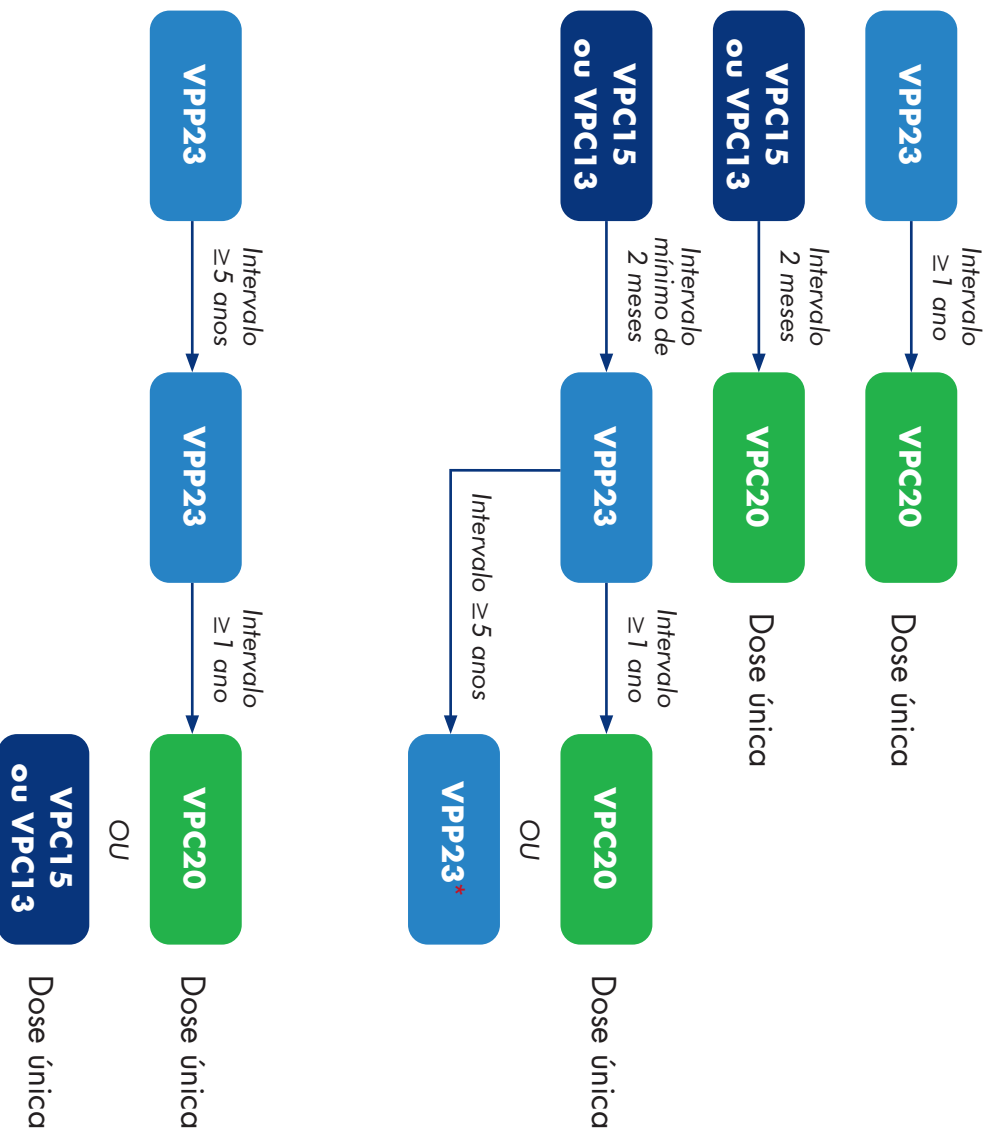 VPP23
Intervalo
≥ 1 ano
VPC20
Dose única
VPC15
ou VPC13
Intervalo
2 meses
VPC20
Dose única
VPC15
ou VPC13
Intervalo
mínimo de
2 meses
VPP23
Intervalo
≥ 1 ano
VPC20
Dose única
OU
Intervalo ≥ 5 anos
VPP23*
VPP23
Intervalo
≥ 5 anos
VPP23
Intervalo
≥ 1 ano
VPC20
Dose única
OU
VPC15
ou VPC13
Dose única